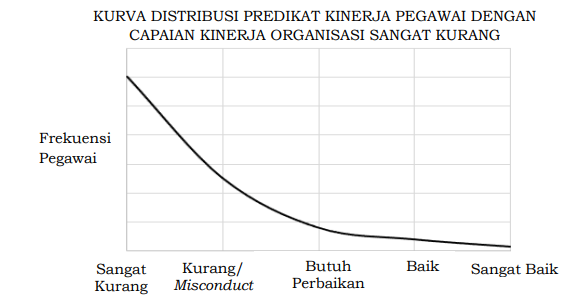 KURVA DISTRIBUSI PREDIKAT KINERJA PEGAWAI DENGAN
CAPAIAN KINERJA ORGANISASI SANGAT KURANG
Frekuensi
Pegawai
Sangat
Kurang
Kurang/
Misconduct
Butuh
Perbaikan
Baik
Sangat Baik